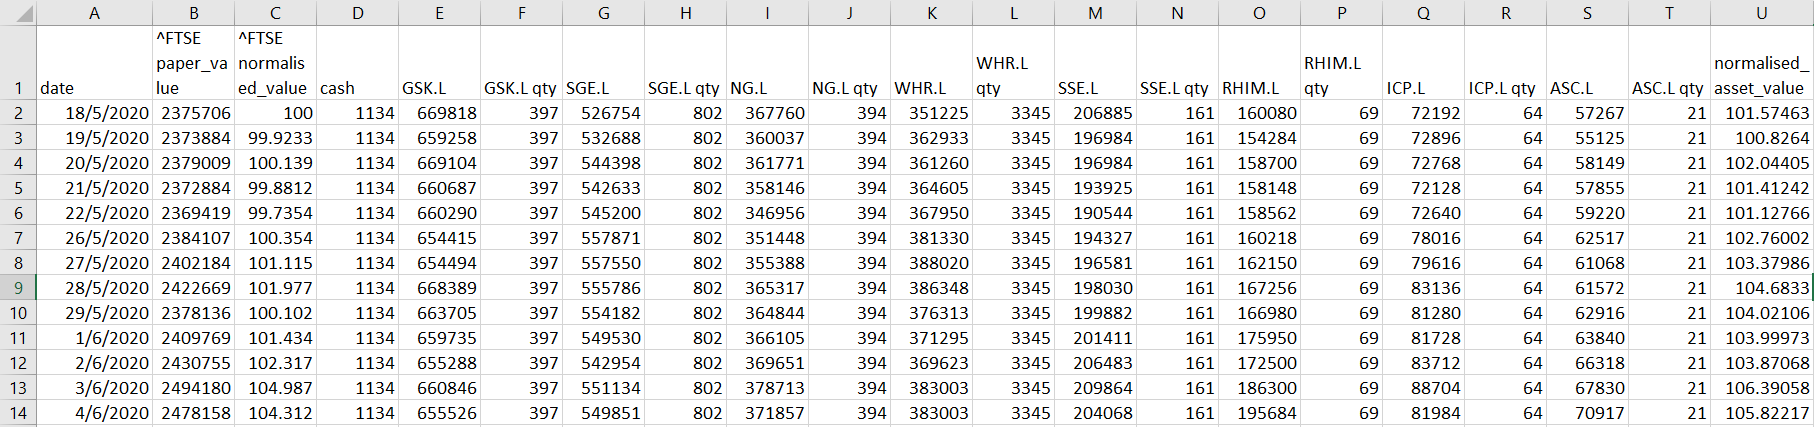 A B C D E F G H I J K L M N O P Q R S T U
1 date ^FTSE paper_value ^FTSE normalised_value cash GSK.L GSK.L qty SGE.L SGE.L qty NG.L NG.L qty WHR.L WHR.L qty SSE.L SSE.L qty RHIM.L RHIM.L qty ICP.L ICP.L qty ASC.L ASC.L qty normalised_asset_value
2 18/5/2020 2375706 100 1134 669818 397 526754 802 367760 394 351225 3345 206885 161 160080 69 72192 64 57267 21 101.57463
3 19/5/2020 2373884 99.9233 1134 659258 397 532688 802 360037 394 362933 3345 196984 161 154284 69 72896 64 55125 21 100.8264
4 20/5/2020 2379009 100.139 1134 669104 397 544398 802 361771 394 361260 3345 196984 161 158700 69 72768 64 58149 21 102.04405
5 21/5/2020 2372884 99.8812 1134 660687 397 542633 802 358146 394 364605 3345 193925 161 158148 69 72128 64 57855 21 101.41242
6 22/5/2020 2369419 99.7354 1134 660290 397 545200 802 346956 394 367950 3345 190544 161 158562 69 72640 64 59220 21 101.12766
7 26/5/2020 2384107 100.354 1134 654415 397 557871 802 351448 394 381330 3345 194327 161 160218 69 78016 64 62517 21 102.76002
8 27/5/2020 2402184 101.115 1134 654494 397 557550 802 355388 394 388020 3345 196581 161 162150 69 79616 64 61068 21 103.37986
9 28/5/2020 2422669 101.977 1134 668389 397 555786 802 365317 394 386348 3345 198030 161 167256 69 83136 64 61572 21 104.6833
10 29/5/2020 2378136 100.102 1134 663705 397 554182 802 364844 394 376313 3345 199882 161 166980 69 81280 64 62916 21 104.02106
11 1/6/2020 2409769 101.434 1134 659735 397 549530 802 366105 394 371295 3345 201411 161 175950 69 81728 64 63840 21 103.99973
12 2/6/2020 2430755 102.317 1134 655288 397 542954 802 369651 394 369623 3345 206483 161 172500 69 83712 64 66318 21 103.87068
13 3/6/2020 2494180 104.987 1134 660846 397 551134 802 378713 394 383003 3345 209864 161 186300 69 88704 64 67830 21 106.39058
14 4/6/2020 2478158 104.312 1134 655526 397 549851 802 371857 394 383003 3345 204068 161 195684 69 81984 64 70917 21 105.82217